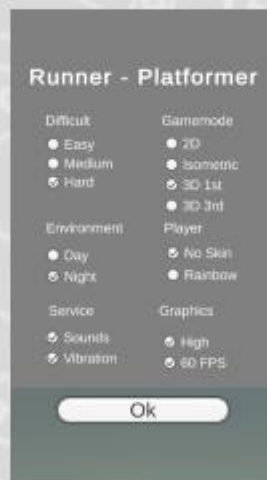 Runner - Platformer
Difficult
Easy
Medium
Hard
Gamemode
2D
Isometric
3D 1st
3D 3rd
Environment
Day
Night
Player
No Skin
Rainbow
Service
Sounds
Vibration
Graphics
High
60 FPS
Ok